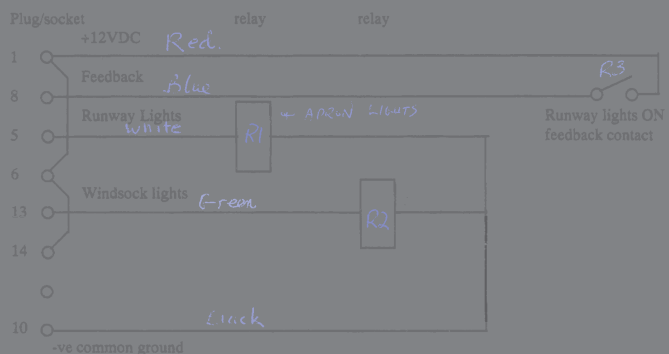 Plug/socket relay relay
+12VDC Red.
1
Feedback Blue R3
8
Runway Lights + APRON LIGHTS Runway lights ON
5 White R1 feedback contact
6
Windsock lights
13 Green R2
14
10 Black
-ve common ground